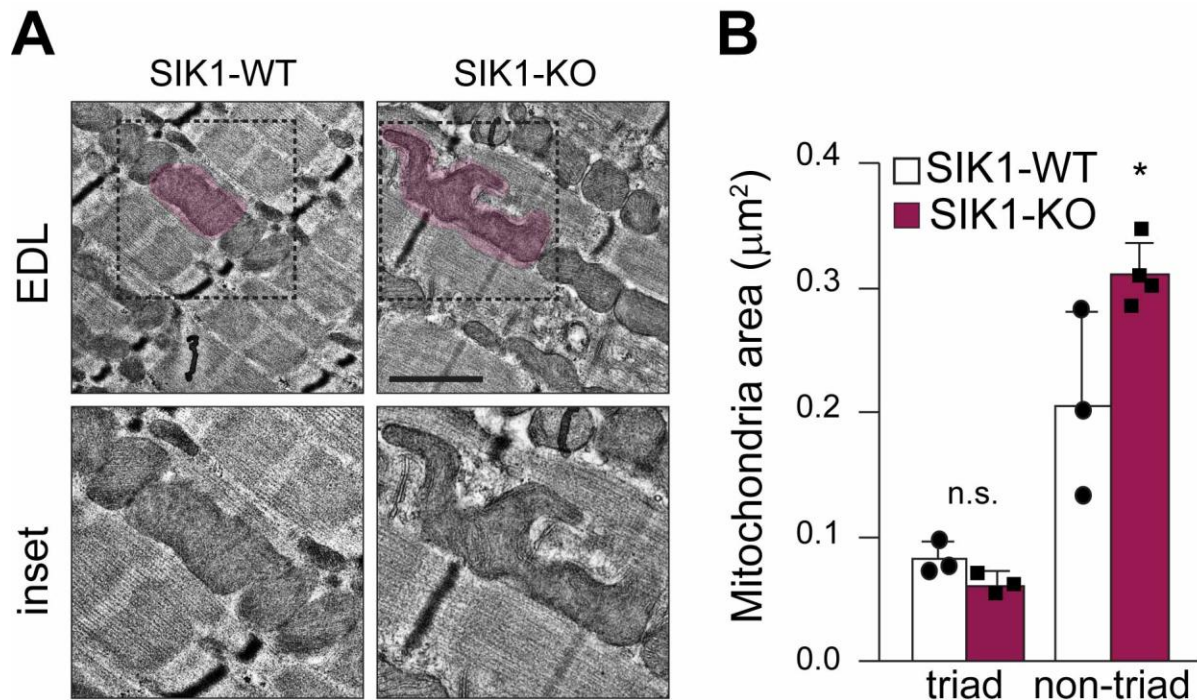 A
SIK1-WT SIK1-KO
EDL
inset
B
Mitochondria area (μm²)
0.4
0.3
0.2
0.1
0.0
SIK1-WT
SIK1-KO
*
n.s.
triad non-triad